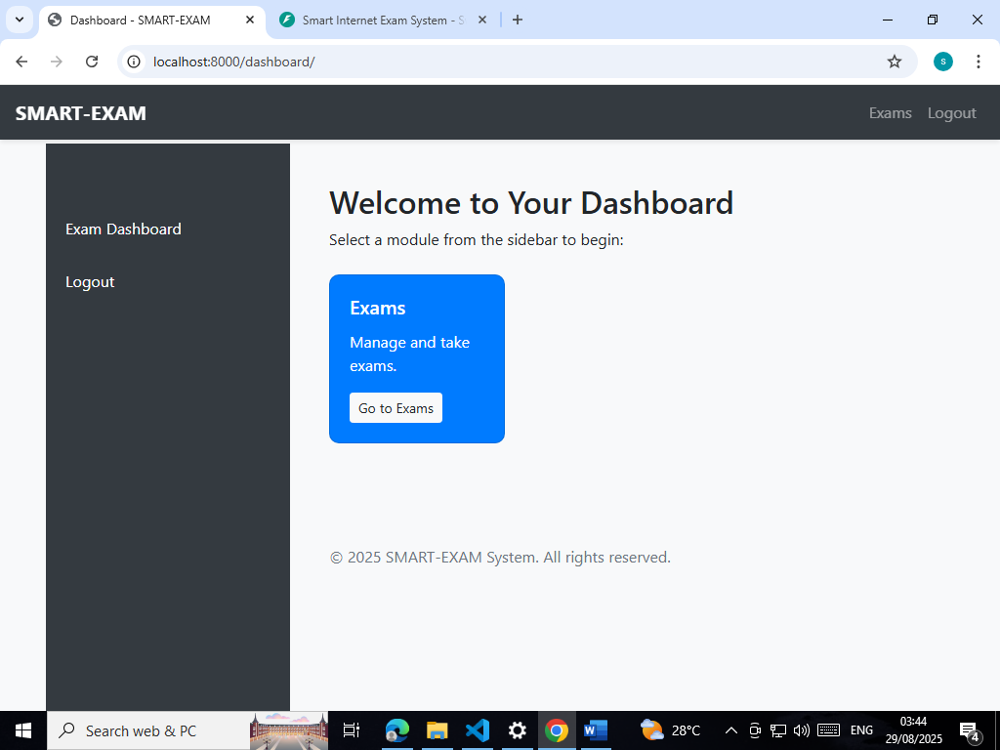 Dashboard - SMART-EXAM
Smart Internet Exam System - S
localhost:8000/dashboard/
s
SMART-EXAM
Exams
Logout
Exam Dashboard
Logout
Welcome to Your Dashboard
Select a module from the sidebar to begin:
Exams
Manage and take
exams.
Go to Exams
© 2025 SMART-EXAM System. All rights reserved.
Search web & PC
28°C
ENG
03:44
29/08/2025
4